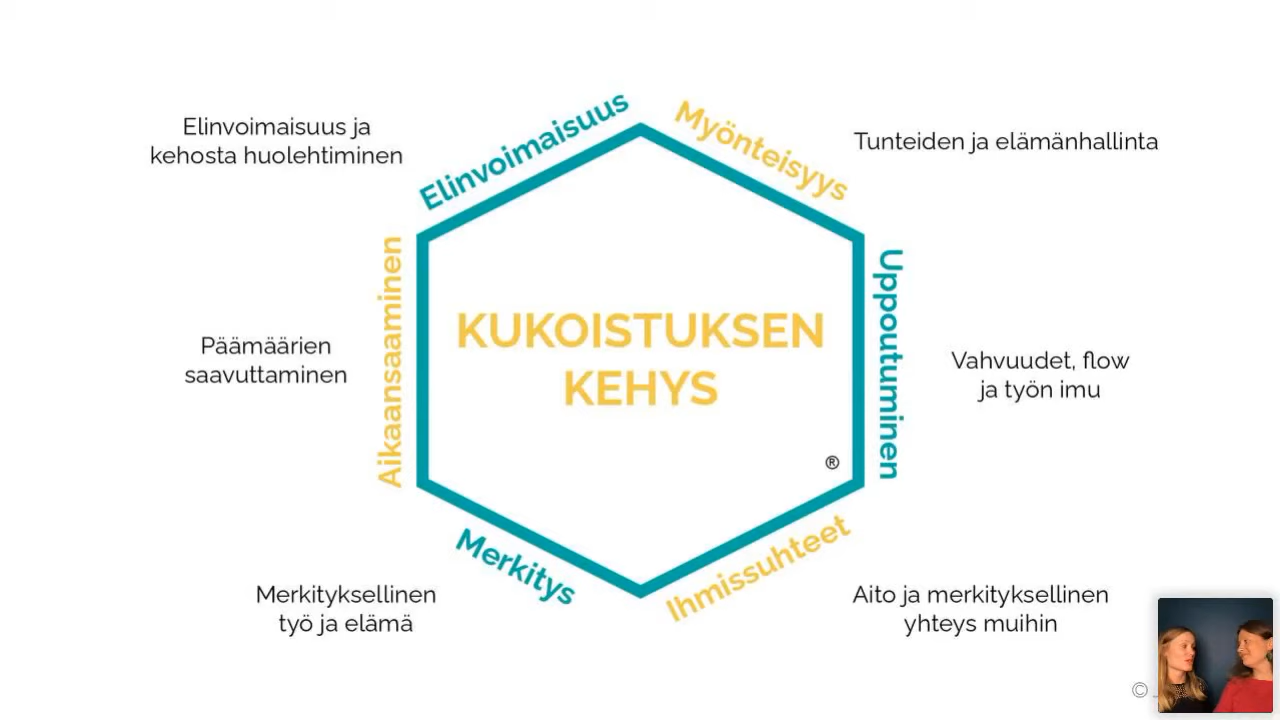 Elinvoimaisuus ja
kehosta huolehtiminen
Elinvoimaisuus
Myönteisyys
Tunteiden ja elämänhallinta
Aikaansaaminen
Päämäärien
saavuttaminen
KUKOISTUKSEN
KEHYS
®
Uppoutuminen
Vahvuudet, flow
ja työn imu
Merkitys
Merkityksellinen
työ ja elämä
Ihmissuhteet
Aito ja merkityksellinen
yhteys muihin
©